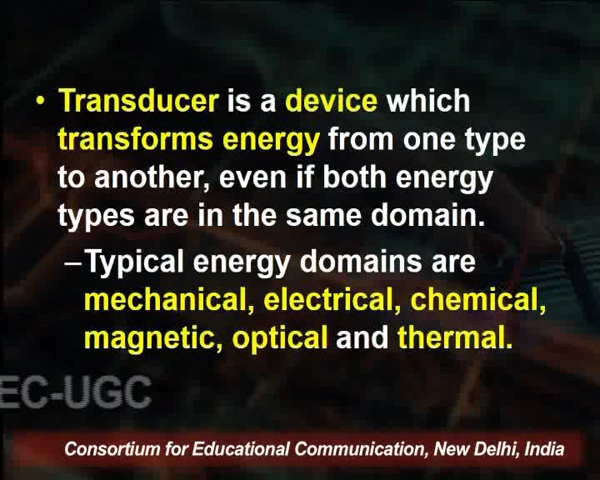 • Transducer is a device which
transforms energy from one type
to another, even if both energy
types are in the same domain.
–Typical energy domains are
mechanical, electrical, chemical,
magnetic, optical and thermal.
EC-UGC
Consortium for Educational Communication, New Delhi, India